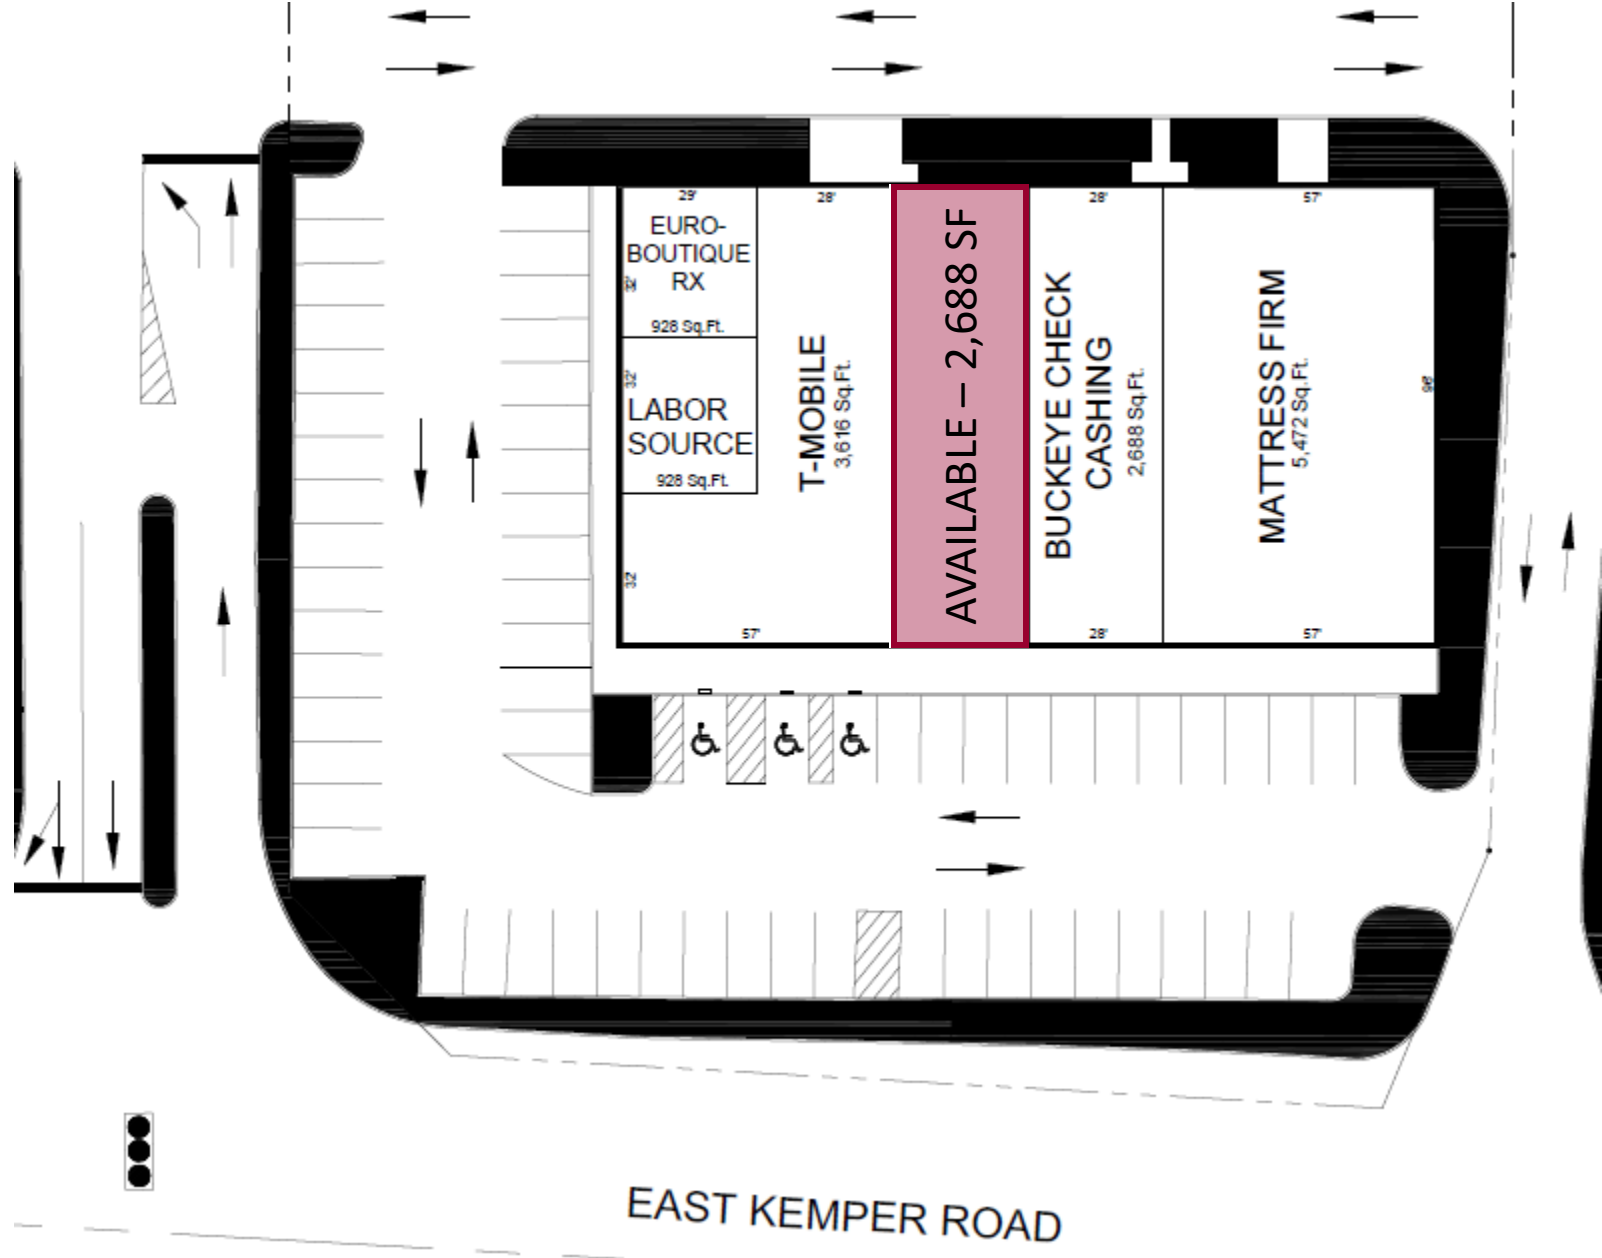 29'
28'
28'
57'
EURO-
BOUTIQUE
RX
32'
928 Sq.Ft.
32'
LABOR
SOURCE
928 Sq.Ft.
32'
57'
T-MOBILE
3,616 Sq.Ft.
AVAILABLE – 2,688 SF
BUCKEYE CHECK
CASHING
2,688 Sq.Ft.
28'
MATTRESS FIRM
5,472 Sq.Ft.
96'
57'
EAST KEMPER ROAD